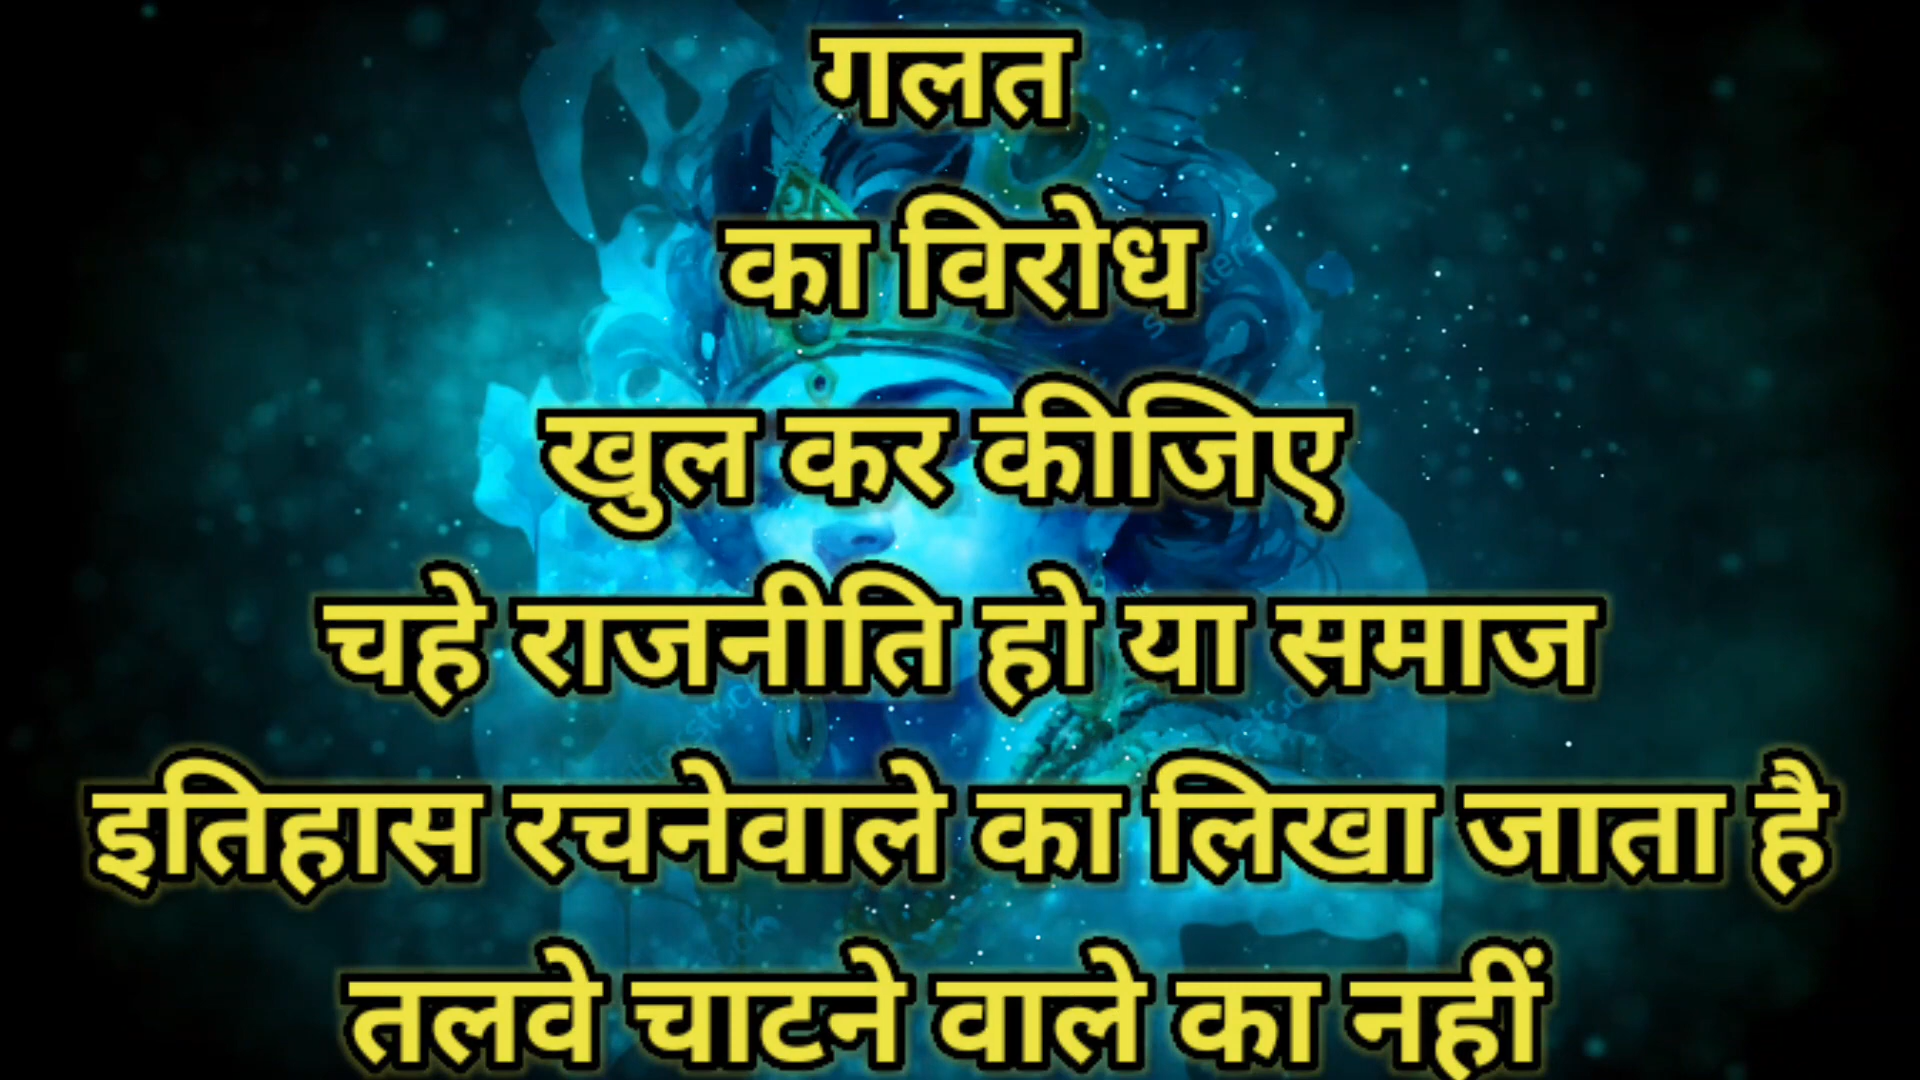 गलत
का विरोध
खुल कर कीजिए
चहे राजनीति हो या समाज
इतिहास रचनेवाले का लिखा जाता है
तलवे चाटने वाले का नहीं